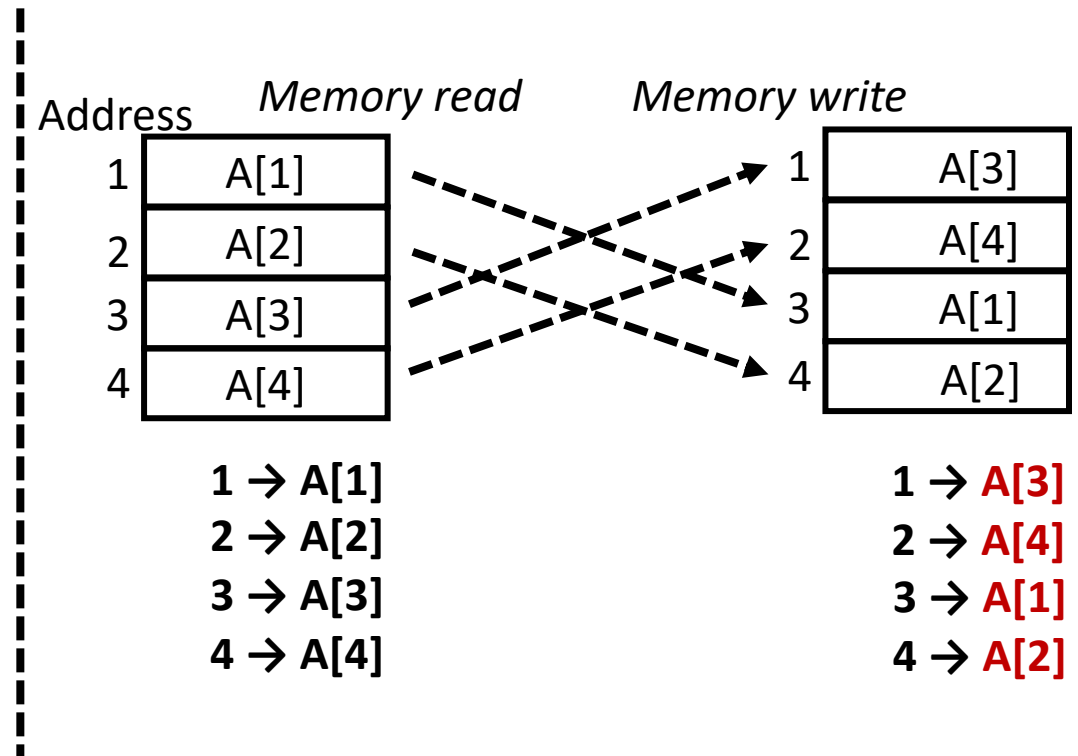 Memory read Memory write
Address
1 A[1] 1 A[3]
2 A[2] 2 A[4]
3 A[3] 3 A[1]
4 A[4] 4 A[2]
1 → A[1] 1 → A[3]
2 → A[2] 2 → A[4]
3 → A[3] 3 → A[1]
4 → A[4] 4 → A[2]